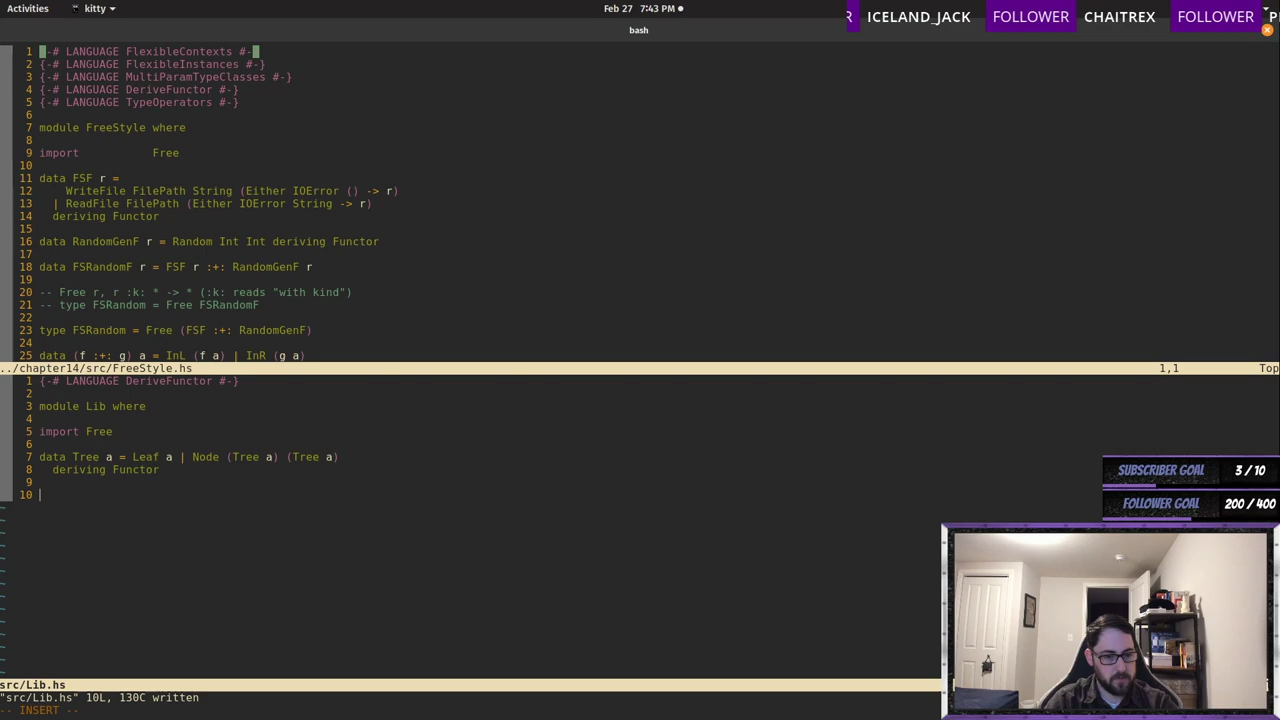 Activities
kitty
Feb 27 7:43 PM
R ICELAND_JACK FOLLOWER CHAITREX FOLLOWER
bash
1 {-# LANGUAGE FlexibleContexts #-}
2 {-# LANGUAGE FlexibleInstances #-}
3 {-# LANGUAGE MultiParamTypeClasses #-}
4 {-# LANGUAGE DeriveFunctor #-}
5 {-# LANGUAGE TypeOperators #-}
6
7 module FreeStyle where
8
9 import           Free
10
11 data FSF r =
12     WriteFile FilePath String (Either IOError () -> r)
13   | ReadFile FilePath (Either IOError String -> r)
14   deriving Functor
15
16 data RandomGenF r = Random Int Int deriving Functor
17
18 data FSRandomF r = FSF r :+: RandomGenF r
19
20 -- Free r, r :k: * -> * (:k: reads "with kind")
21 -- type FSRandom = Free FSRandomF
22
23 type FSRandom = Free (FSF :+: RandomGenF)
24
25 data (f :+: g) a = InL (f a) | InR (g a)
../chapter14/src/FreeStyle.hs 1,1 Top
1 {-# LANGUAGE DeriveFunctor #-}
2
3 module Lib where
4
5 import Free
6
7 data Tree a = Leaf a | Node (Tree a) (Tree a)
8   deriving Functor
9
10
~
~
~
~
~
~
~
~
~
~
~
~
~
~
src/Lib.hs
"src/Lib.hs" 10L, 130C written
-- INSERT --
SUBSCRIBER GOAL 3 / 10
FOLLOWER GOAL 200 / 400